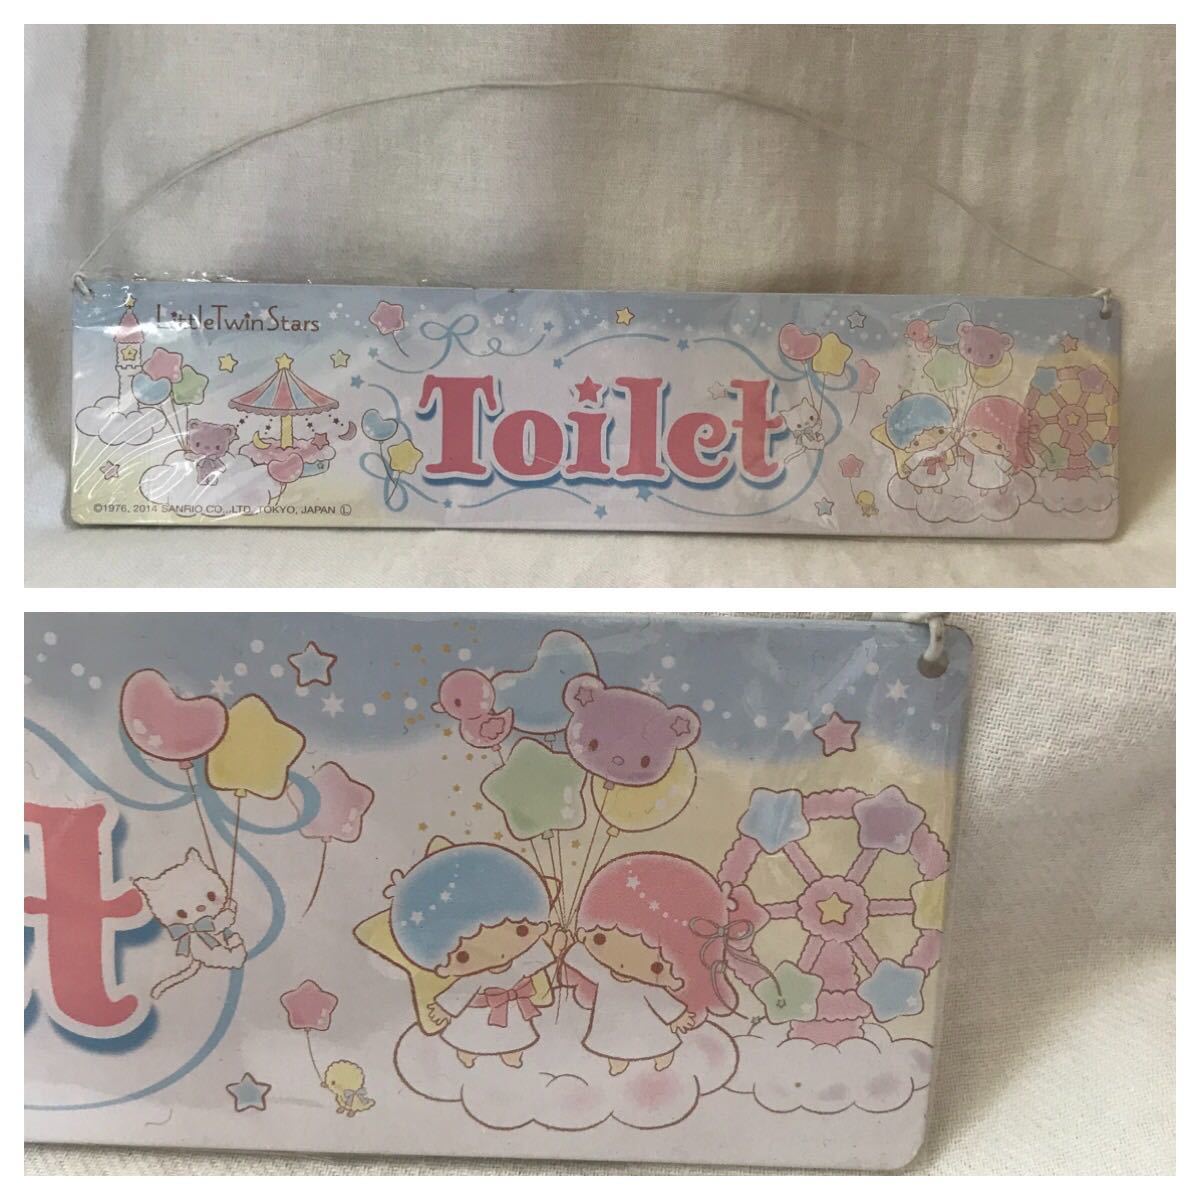 LittleTwinStars
Toilet
©1976, 2014 SANRIO CO., LTD. TOKYO, JAPAN Ⓛ
t